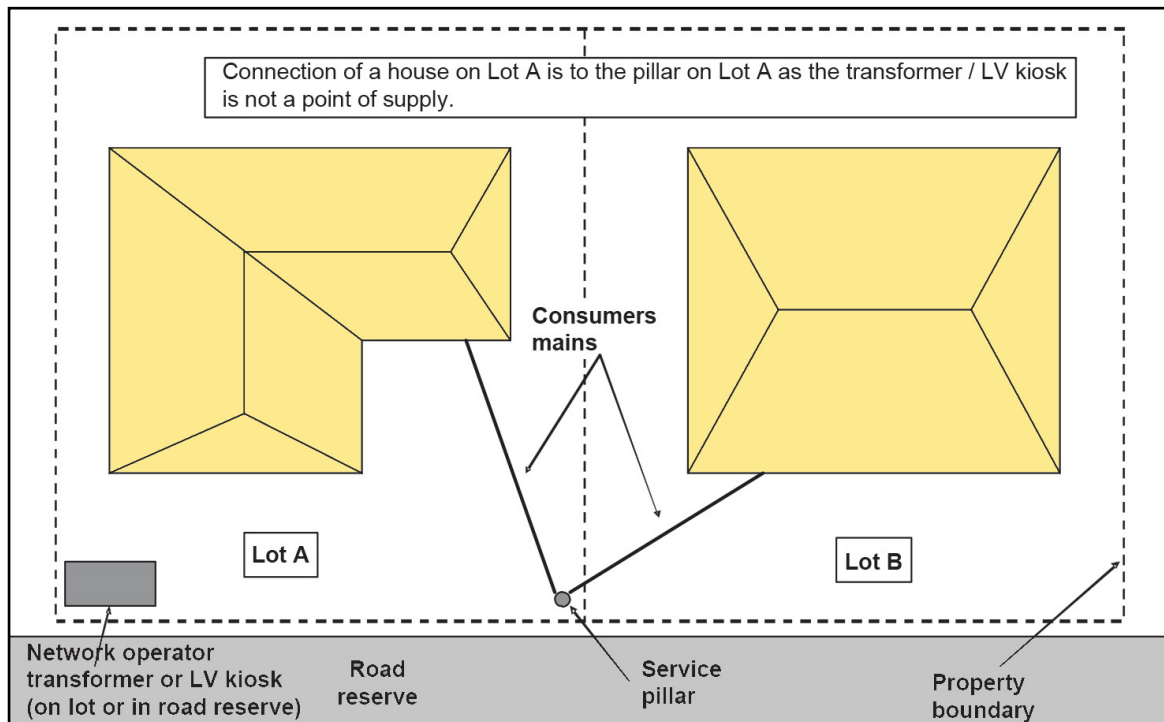 Connection of a house on Lot A is to the pillar on Lot A as the transformer / LV kiosk
is not a point of supply.
Consumers
mains
Lot A
Lot B
Network operator
transformer or LV kiosk
(on lot or in road reserve)
Road
reserve
Service
pillar
Property
boundary